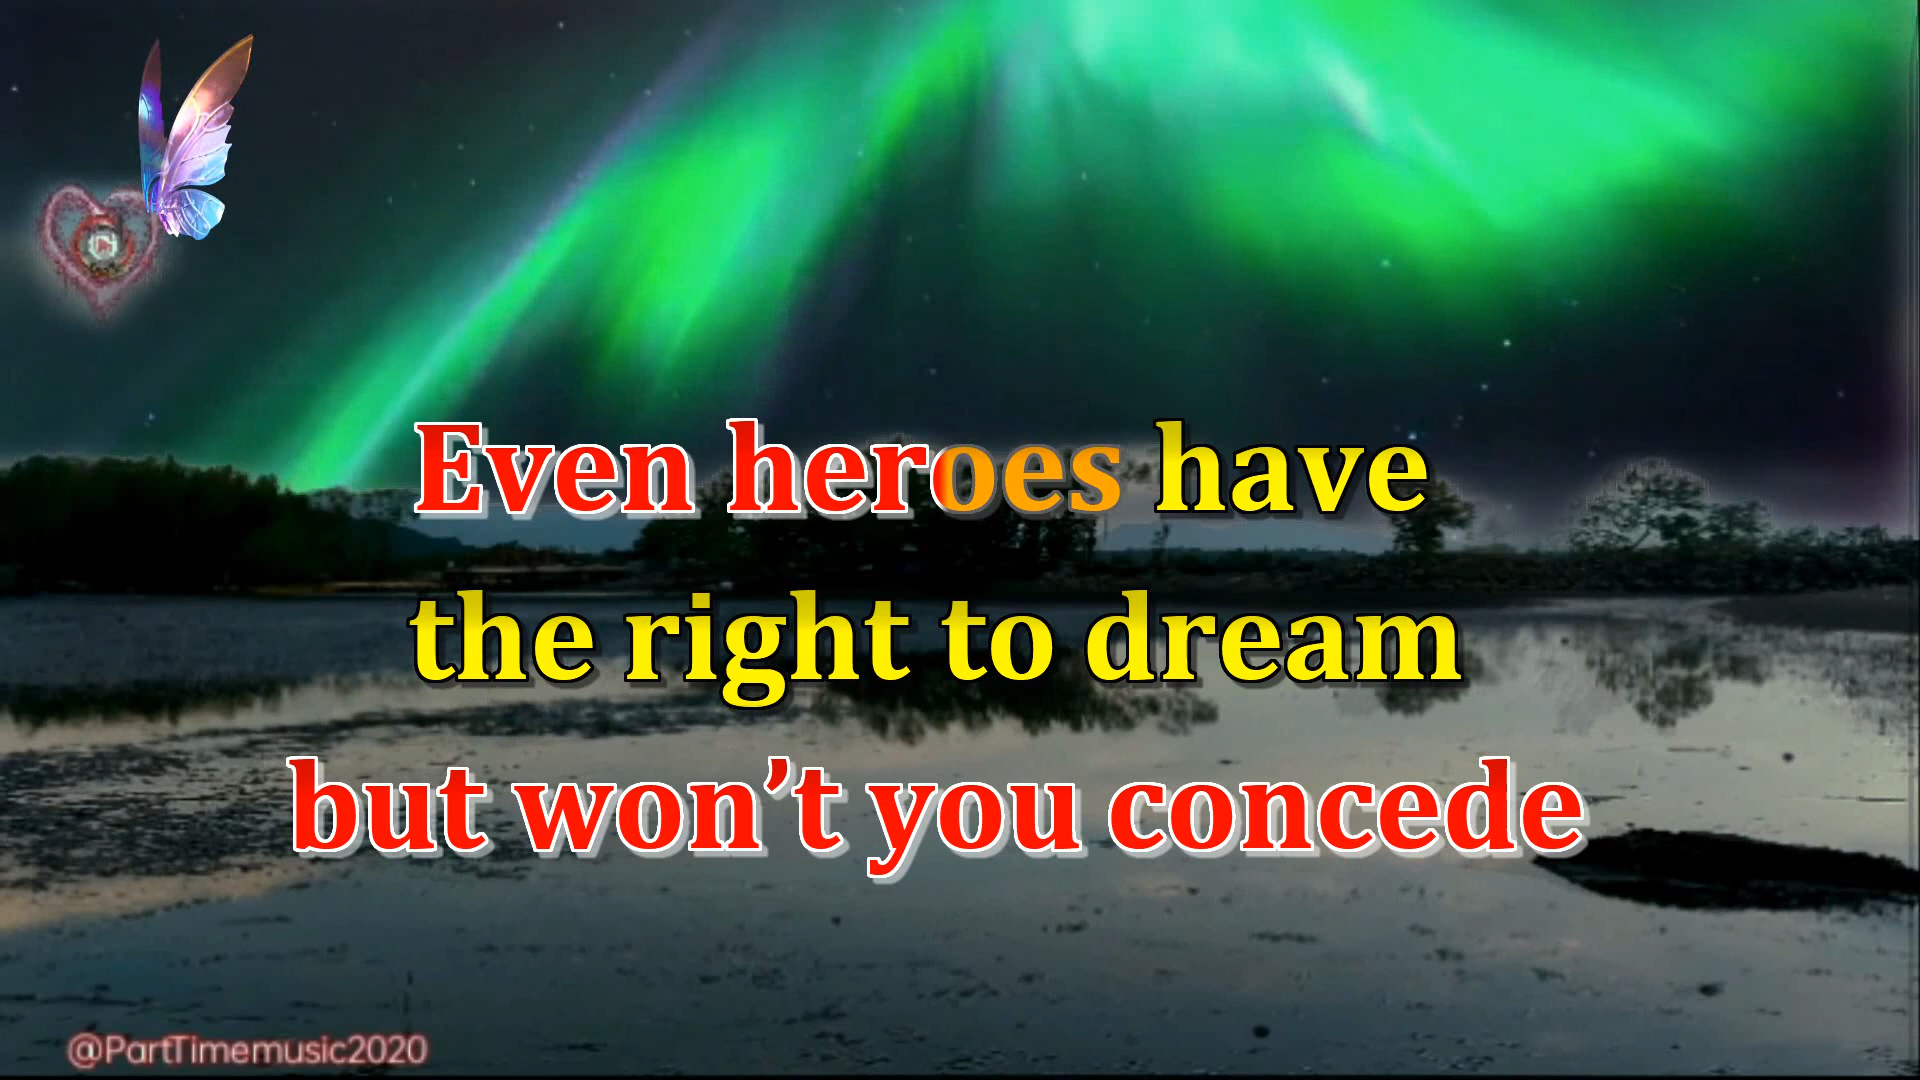 Even heroes have
the right to dream
but won’t you concede
@PartTimemusic2020